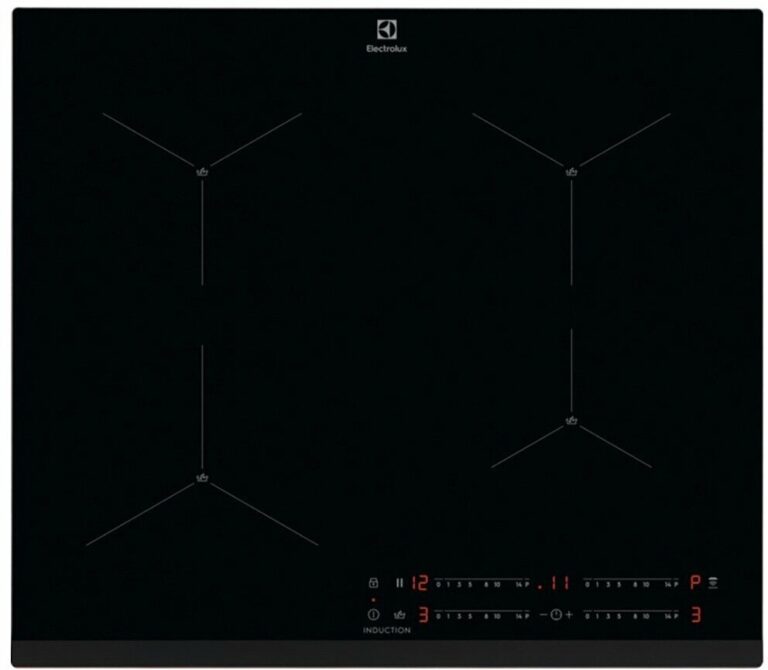 Electrolux
12 0 1 3 5 8 10 14 P .11 0 1 3 5 8 10 14 P P
3 0 1 3 5 8 10 14 P − + 0 1 3 5 8 10 14 P 3
INDUCTION